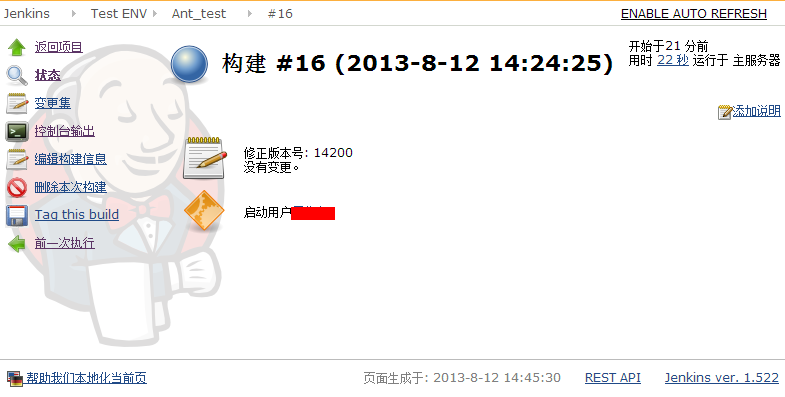 Jenkins Test ENV Ant_test #16 ENABLE AUTO REFRESH
返回项目
状态
变更集
控制台输出
编辑构建信息
删除本次构建
Tag this build
前一次执行
构建 #16 (2013-8-12 14:24:25)
开始于21 分前
用时 22 秒 运行于 主服务器
添加说明
修正版本号: 14200
没有变更。
启动用户
帮助我们本地化当前页 页面生成于: 2013-8-12 14:45:30 REST API Jenkins ver. 1.522